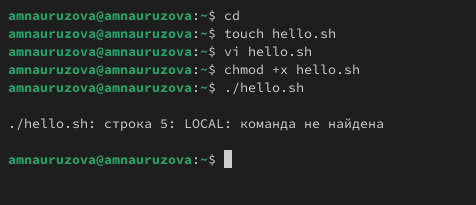 amnauruzova@amnauruzova:~$ cd
amnauruzova@amnauruzova:~$ touch hello.sh
amnauruzova@amnauruzova:~$ vi hello.sh
amnauruzova@amnauruzova:~$ chmod +x hello.sh
amnauruzova@amnauruzova:~$ ./hello.sh
./hello.sh: строка 5: LOCAL: команда не найдена
amnauruzova@amnauruzova:~$